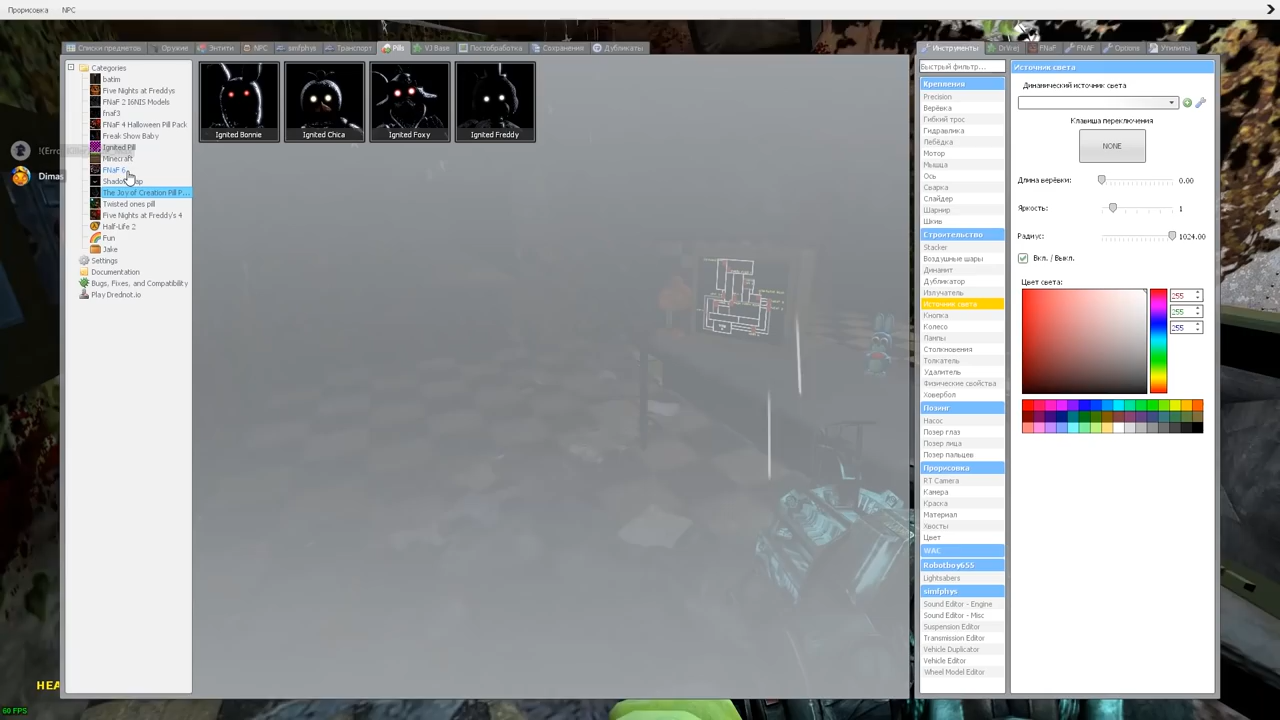 Прорисовка NPC
Списки предметов Оружие Энтити NPC simfphys Транспорт Pills VJ Base Постобработка Сохранения Дубликаты
Инструменты DrVrej FNaF FNAF Options Утилиты
Categories
batim
Five Nights at Freddys
FNaF 2 16NIS Models
fnaf3
FNaF 4 Halloween Pill Pack
Freak Show Baby
Ignited Pill
Minecraft
FNaF 6
The Joy of Creation Pill P...
Twisted ones pill
Five Nights at Freddy's 4
Half-Life 2
Fun
Jake
Settings
Documentation
Bugs, Fixes, and Compatibility
Play Drednot.io
Dimas
Ignited Bonnie
Ignited Chica
Ignited Foxy
Ignited Freddy
Быстрый фильтр...
Крепления
Precision
Верёвка
Гибкий трос
Гидравлика
Лебёдка
Мотор
Мышца
Ось
Сварка
Слайдер
Шарнир
Шкив
Строительство
Stacker
Воздушные шары
Динамит
Дубликатор
Излучатель
Источник света
Кнопка
Колесо
Лампы
Столкновения
Толкатель
Удалитель
Физические свойства
Ховербол
Позинг
Насос
Позер глаз
Позер лица
Позер пальцев
Прорисовка
RT Camera
Камера
Краска
Материал
Хвосты
Цвет
WAC
Robotboy655
Lightsabers
simfphys
Sound Editor - Engine
Sound Editor - Misc
Suspension Editor
Transmission Editor
Vehicle Duplicator
Vehicle Editor
Wheel Model Editor
Источник света
Динамический источник света
Клавиша переключения
NONE
Длина верёвки: 0.00
Яркость: 1
Радиус: 1024.00
Вкл. / Выкл.
Цвет света:
255
255
255
HEA
60 FPS